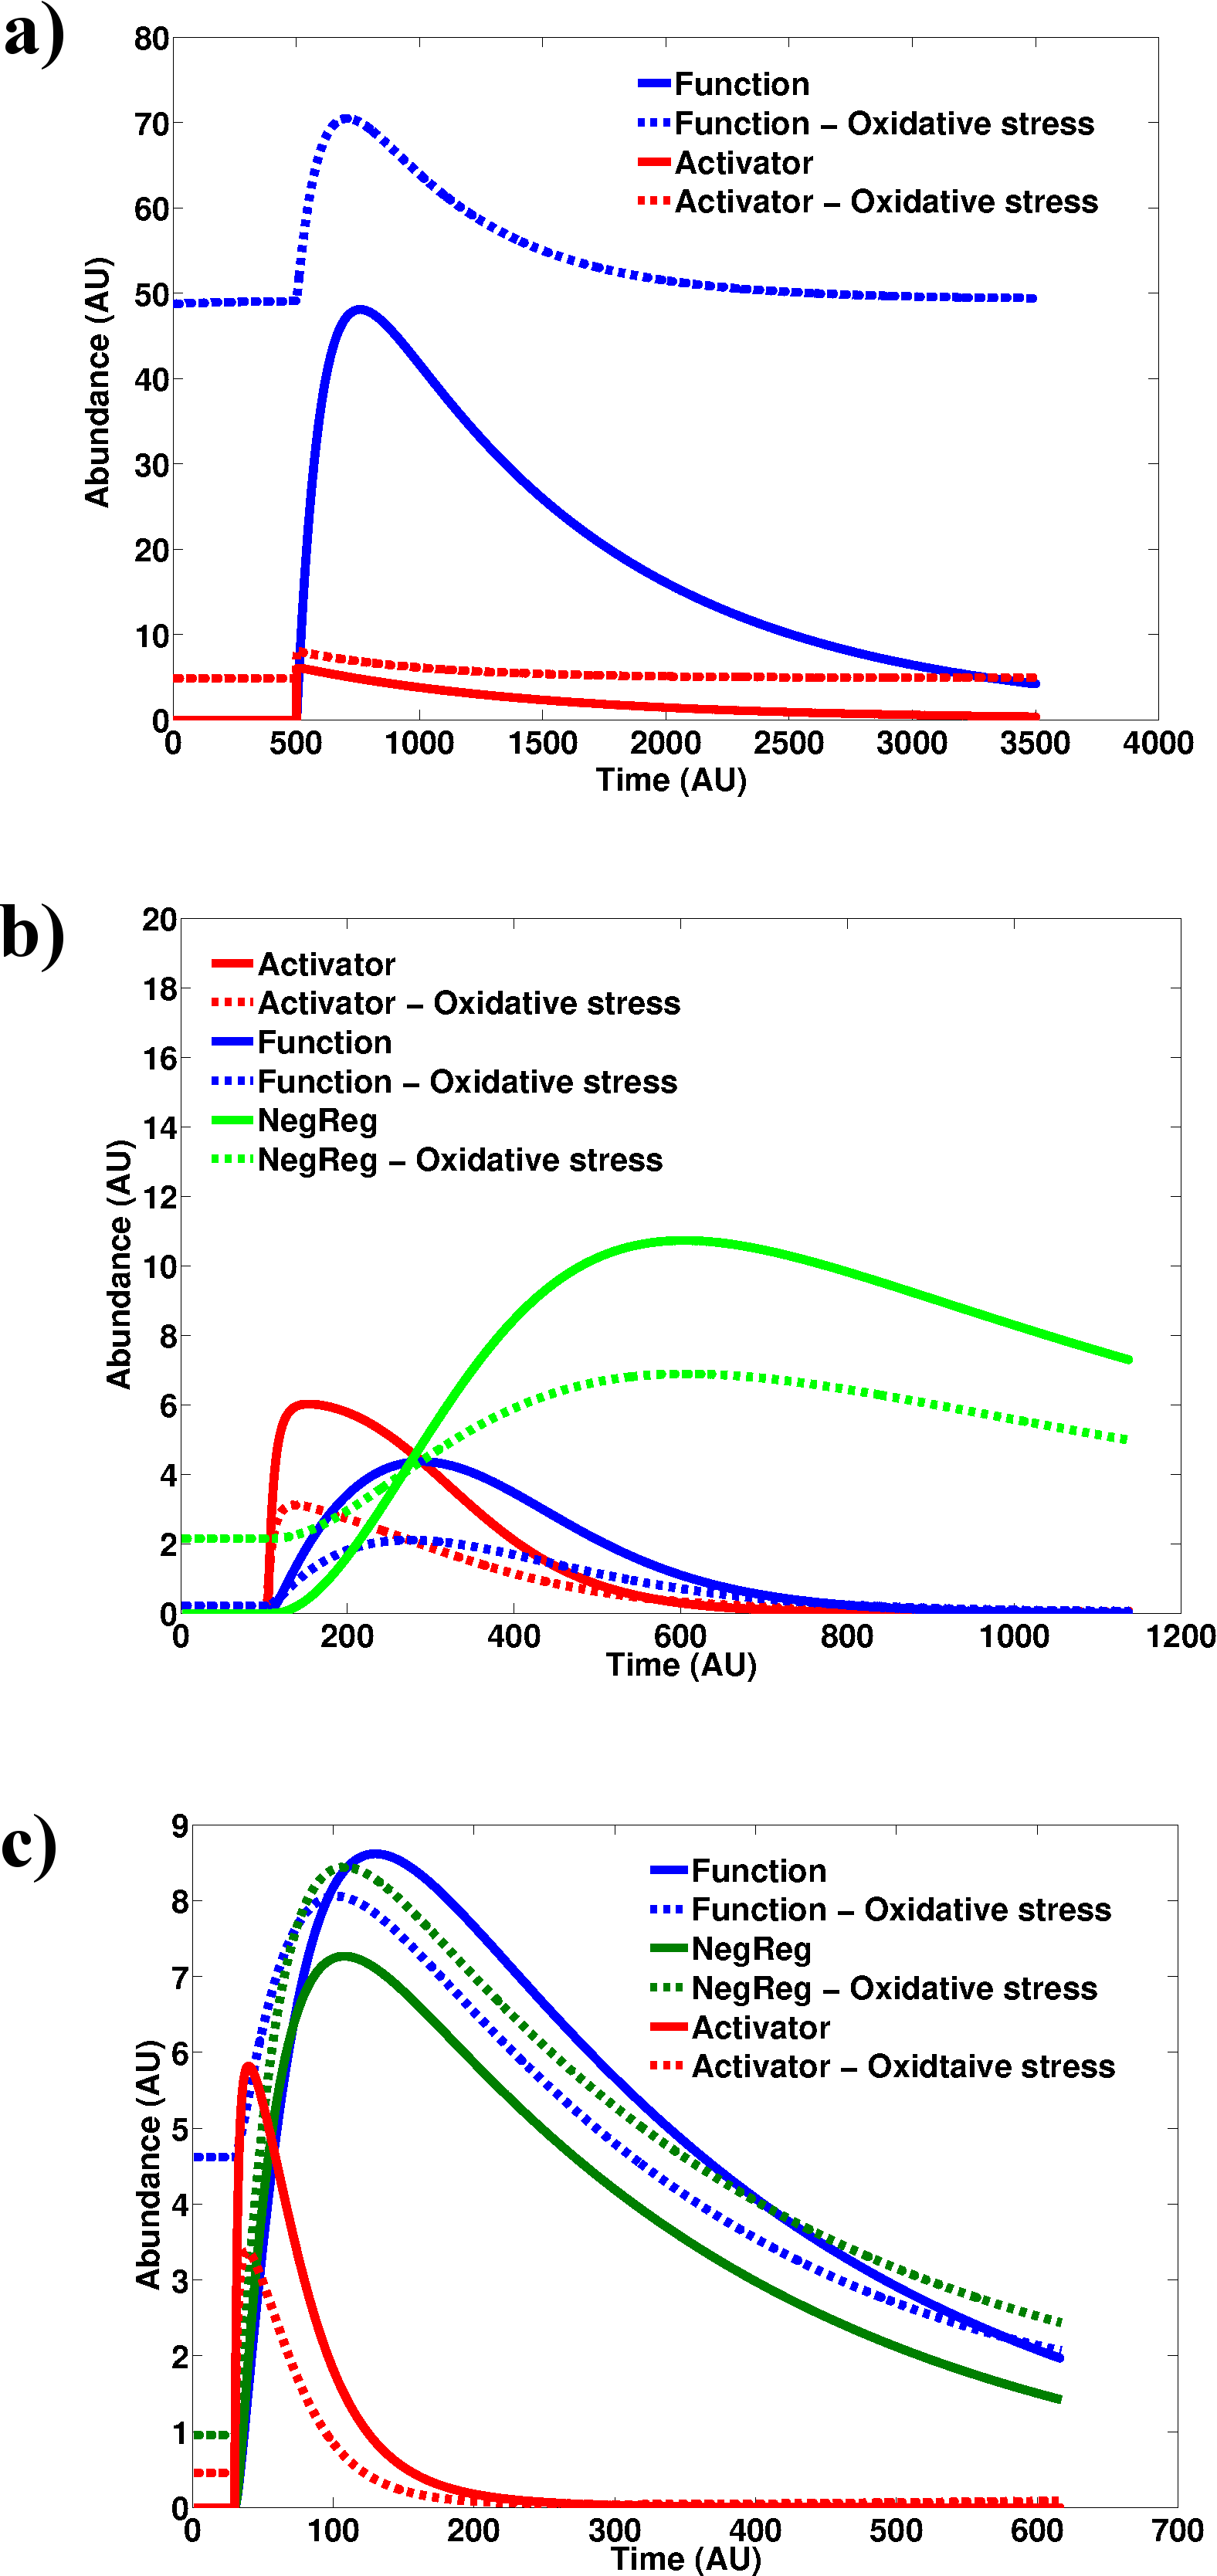 a)
80
70
60
50
40
30
20
10
0
Abundance (AU)
Function
Function – Oxidative stress
Activator
Activator – Oxidative stress
0 500 1000 1500 2000 2500 3000 3500 4000
Time (AU)
b)
20
18
16
14
12
10
8
6
4
2
0
Abundance (AU)
Activator
Activator – Oxidative stress
Function
Function – Oxidative stress
NegReg
NegReg – Oxidative stress
0 200 400 600 800 1000 1200
Time (AU)
c)
9
8
7
6
5
4
3
2
1
0
Abundance (AU)
Function
Function – Oxidative stress
NegReg
NegReg – Oxidative stress
Activator
Activator – Oxidtaive stress
0 100 200 300 400 500 600 700
Time (AU)